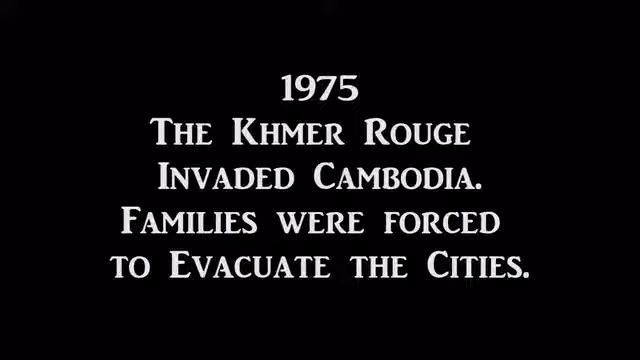 1975
The Khmer Rouge
Invaded Cambodia.
Families were forced
to Evacuate the Cities.